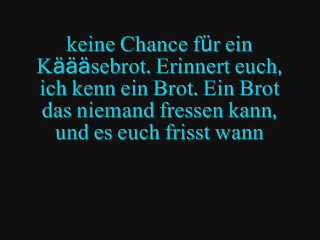 keine Chance für ein
Käääsebrot. Erinnert euch,
ich kenn ein Brot. Ein Brot
das niemand fressen kann,
und es euch frisst wann